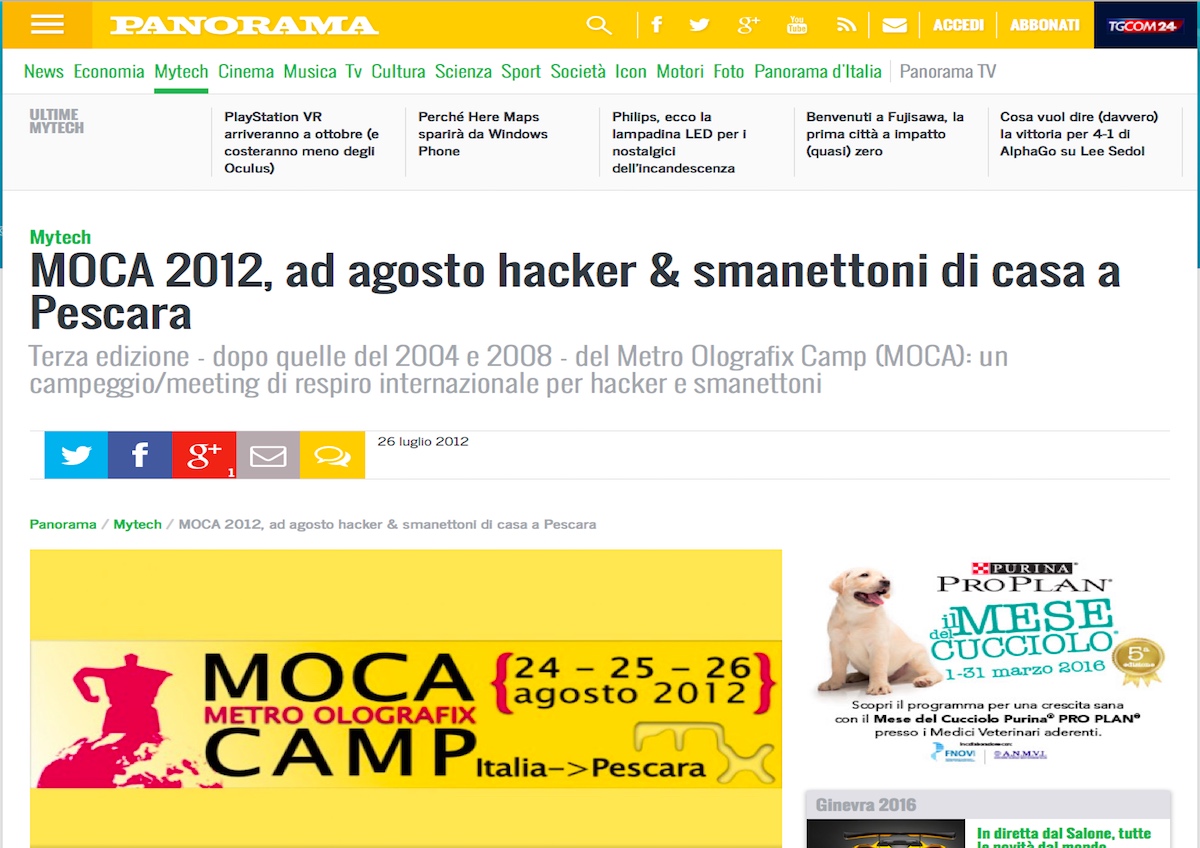 PANORAMA
f
g+
You
Tube
ACCEDI
ABBONATI
TGCOM24
News Economia Mytech Cinema Musica Tv Cultura Scienza Sport Società Icon Motori Foto Panorama d'Italia Panorama TV
ULTIME
MYTECH
PlayStation VR
arriveranno a ottobre (e
costeranno meno degli
Oculus)
Perché Here Maps
sparirà da Windows
Phone
Philips, ecco la
lampadina LED per i
nostalgici
dell'incandescenza
Benvenuti a Fujisawa, la
prima città a impatto
(quasi) zero
Cosa vuol dire (davvero)
la vittoria per 4-1 di
AlphaGo su Lee Sedol
Mytech
MOCA 2012, ad agosto hacker & smanettoni di casa a
Pescara
Terza edizione - dopo quelle del 2004 e 2008 - del Metro Olografix Camp (MOCA): un
campeggio/meeting di respiro internazionale per hacker e smanettoni
f
g+
1
26 luglio 2012
Panorama / Mytech / MOCA 2012, ad agosto hacker & smanettoni di casa a Pescara
MOCA
METRO OLOGRAFIX
CAMP
{24 – 25 – 26
agosto 2012}
Italia–>Pescara
mx
PURINA
PROPLAN
il MESE
del CUCCIOLO
1-31 marzo 2016
5a
edizione
Scopri il programma per una crescita sana
con il Mese del Cucciolo Purina® PRO PLAN®
presso i Medici Veterinari aderenti.
In collaborazione con:
FNOVI
A.N.M.V.I.
Ginevra 2016
In diretta dal Salone, tutte
le novità dal mondo